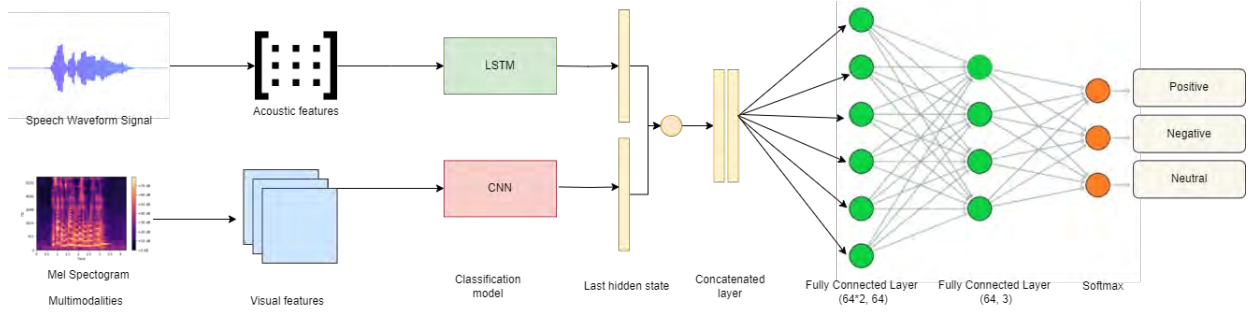 Speech Waveform Signal
Acoustic features
LSTM
Positive
Negative
Neutral
CNN
Mel Spectogram
Multimodalities
Visual features
Classification
model
Last hidden state
Concatenated
layer
Fully Connected Layer
(64*2, 64)
Fully Connected Layer
(64, 3)
Softmax